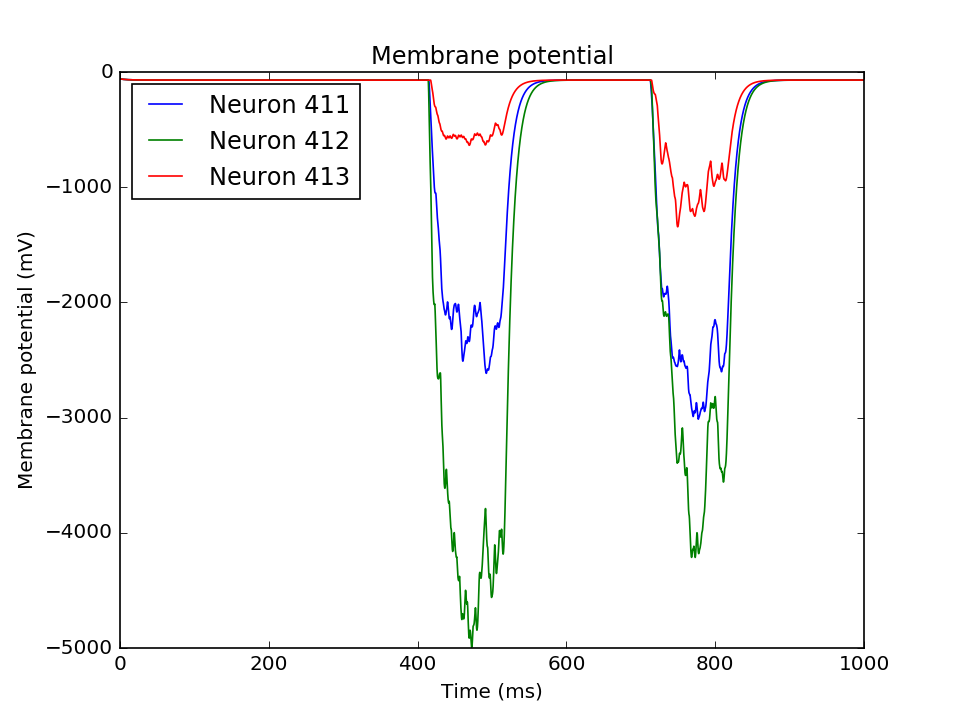 Membrane potential
0
−1000
−2000
−3000
−4000
−5000
Membrane potential (mV)
Neuron 411
Neuron 412
Neuron 413
0 200 400 600 800 1000
Time (ms)